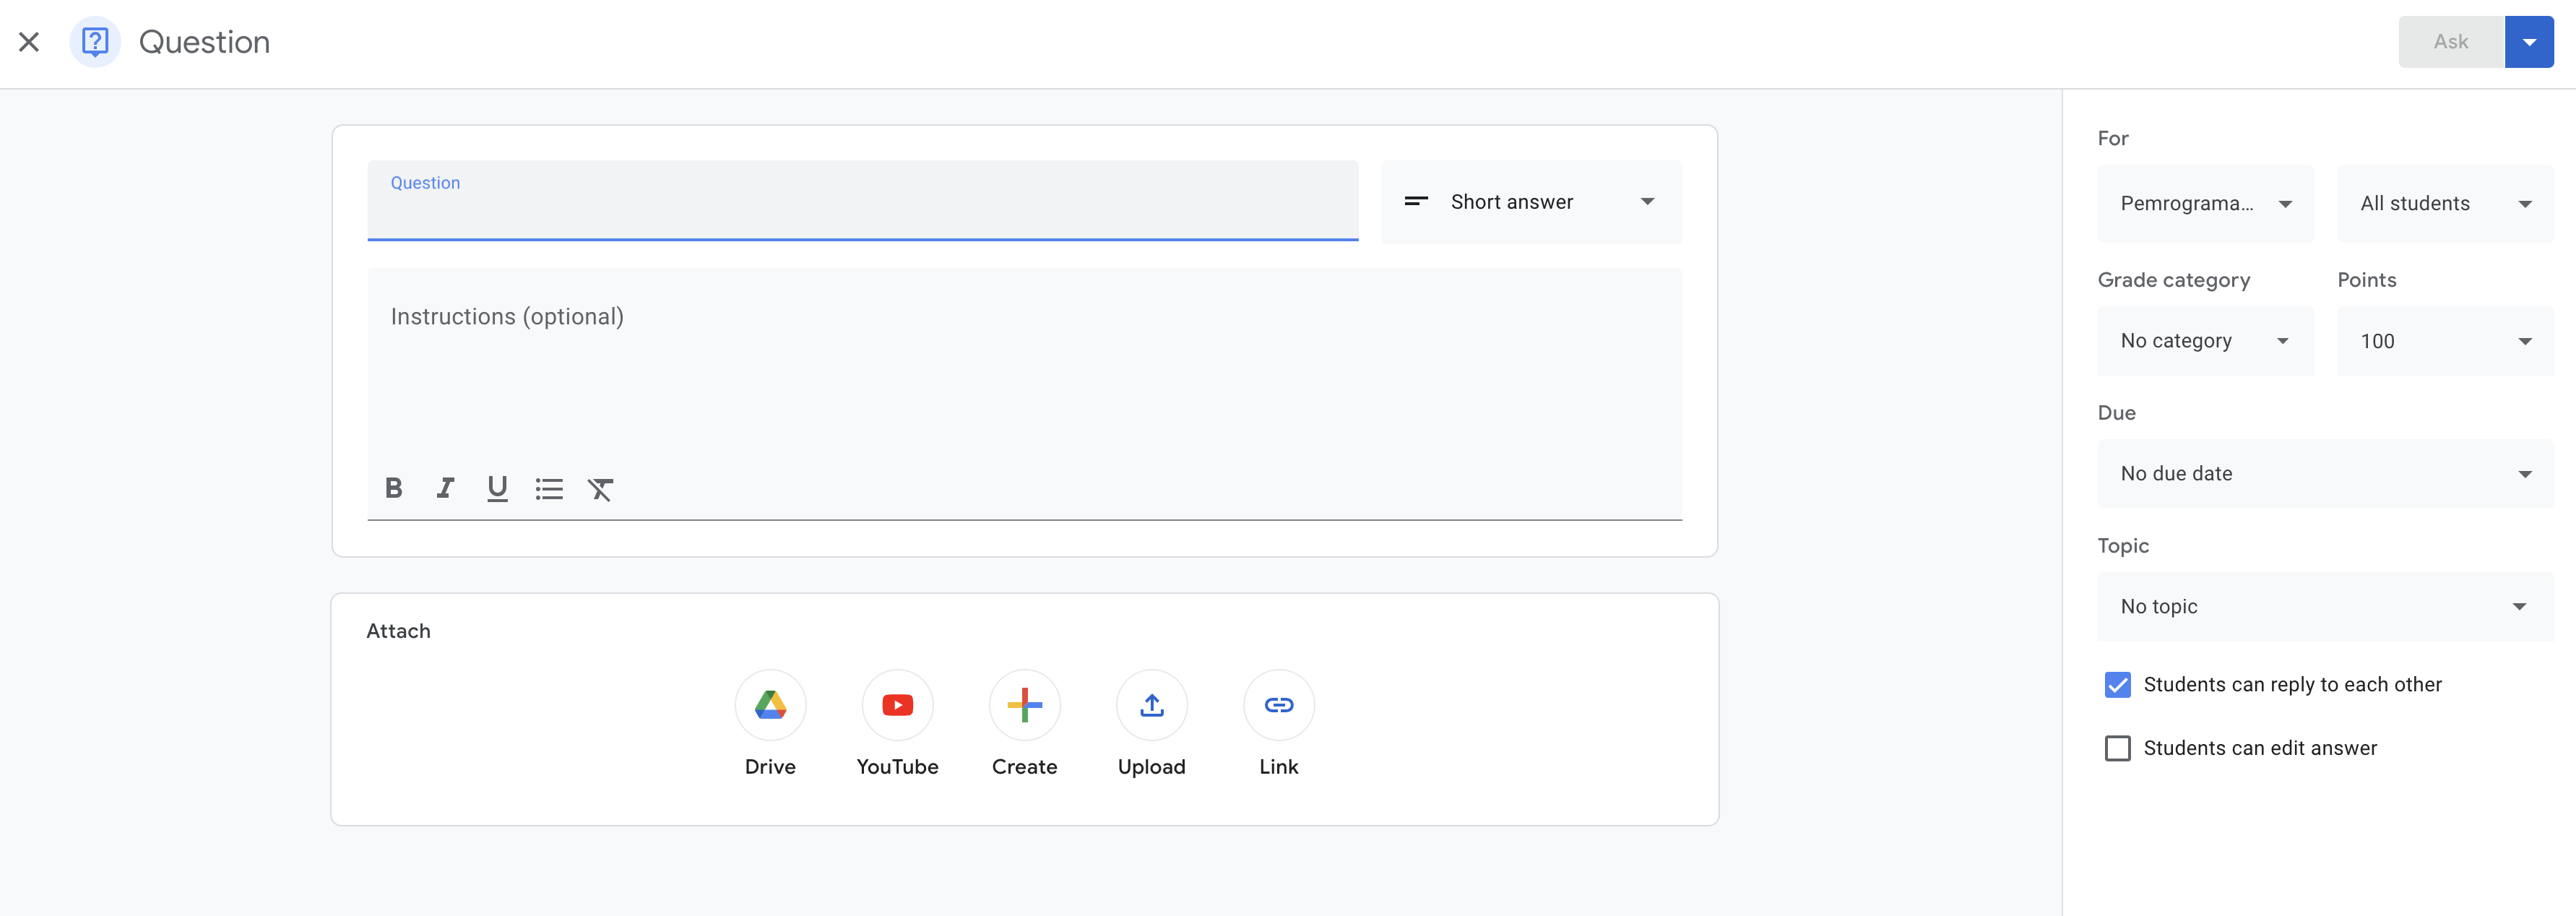 Question
Ask
Question
Short answer
Instructions (optional)
B I U
Attach
Drive
YouTube
Create
Upload
Link
For
Pemrograma...
All students
Grade category
Points
No category
100
Due
No due date
Topic
No topic
Students can reply to each other
Students can edit answer